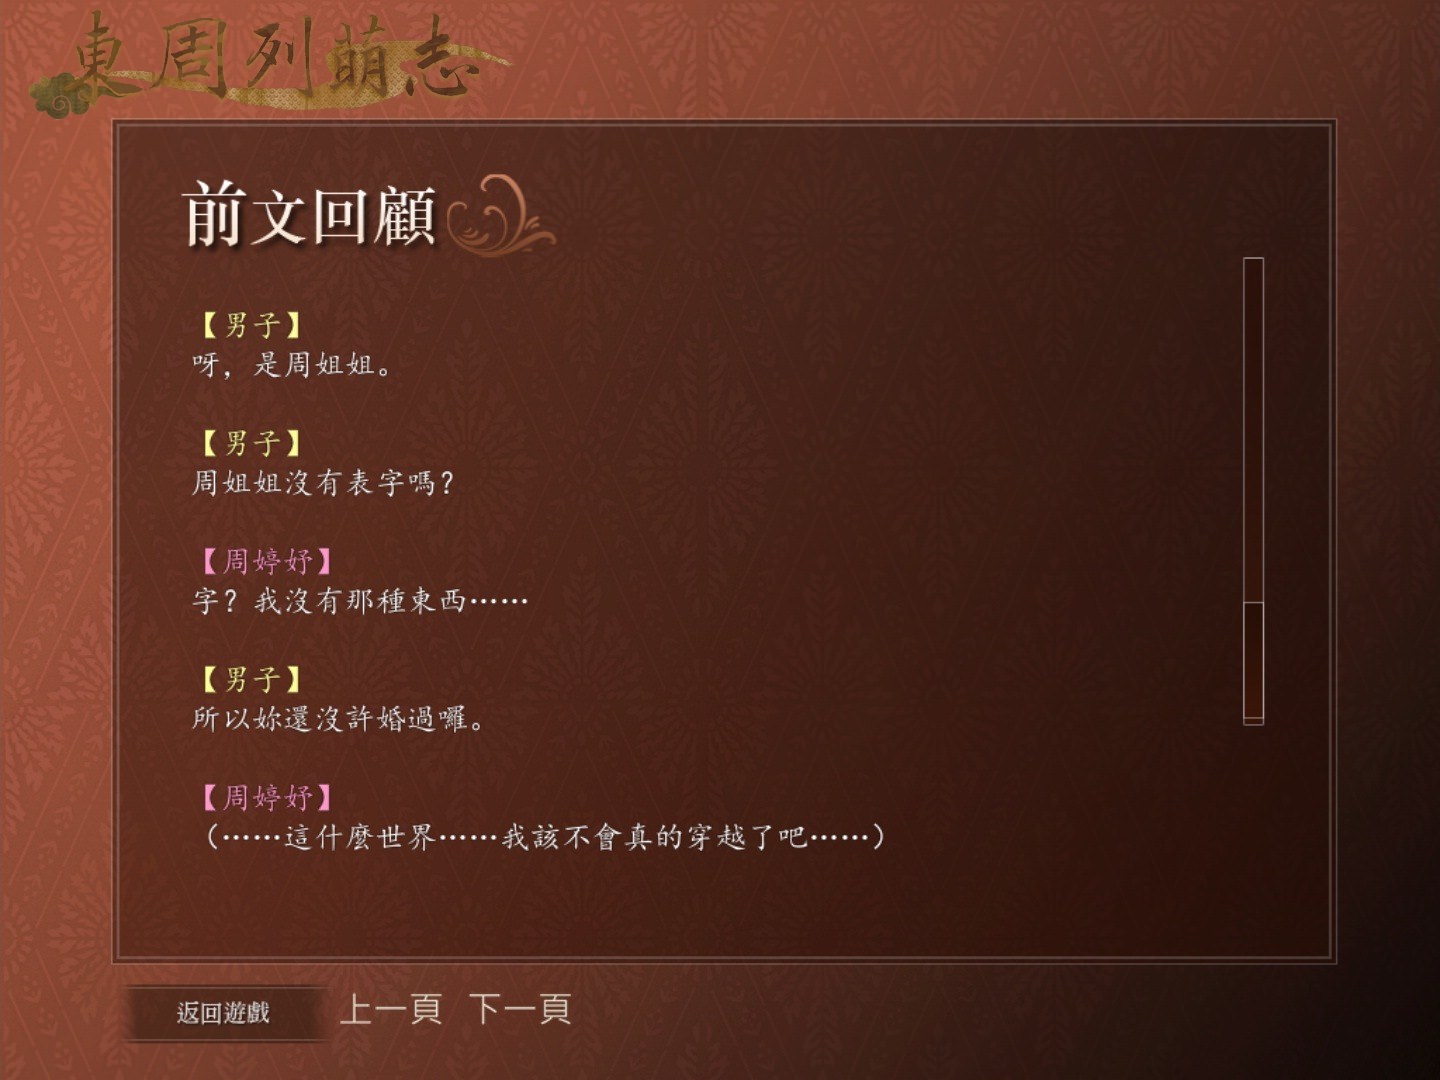 東周列萌志
前文回顧
【男子】
呀，是周姐姐。
【男子】
周姐姐沒有表字嗎？
【周婷妤】
字？我沒有那種東西……
【男子】
所以妳還沒許婚過囉。
【周婷妤】
（……這什麼世界……我該不會真的穿越了吧……）
返回遊戲 上一頁 下一頁